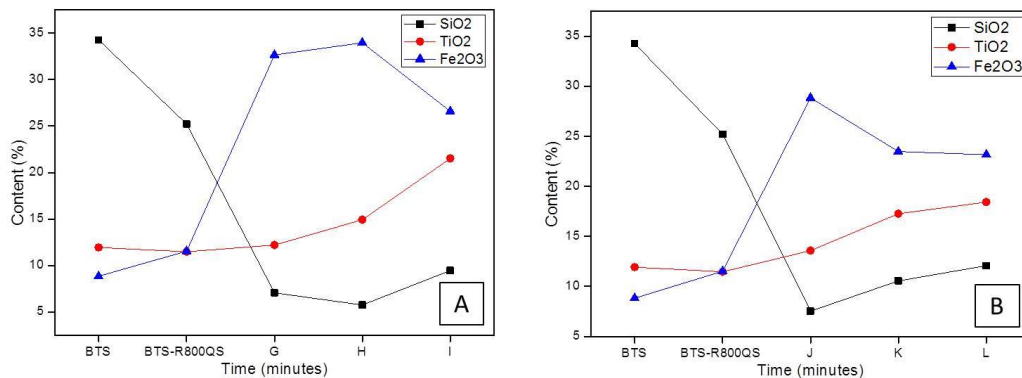 35
30
25
20
15
10
5
Content (%)
SiO2
TiO2
Fe2O3
A
BTS
BTS-R800QS
G
H
I
Time (minutes)
35
30
25
20
15
10
5
Content (%)
SiO2
TiO2
Fe2O3
B
BTS
BTS-R800QS
J
K
L
Time (minutes)